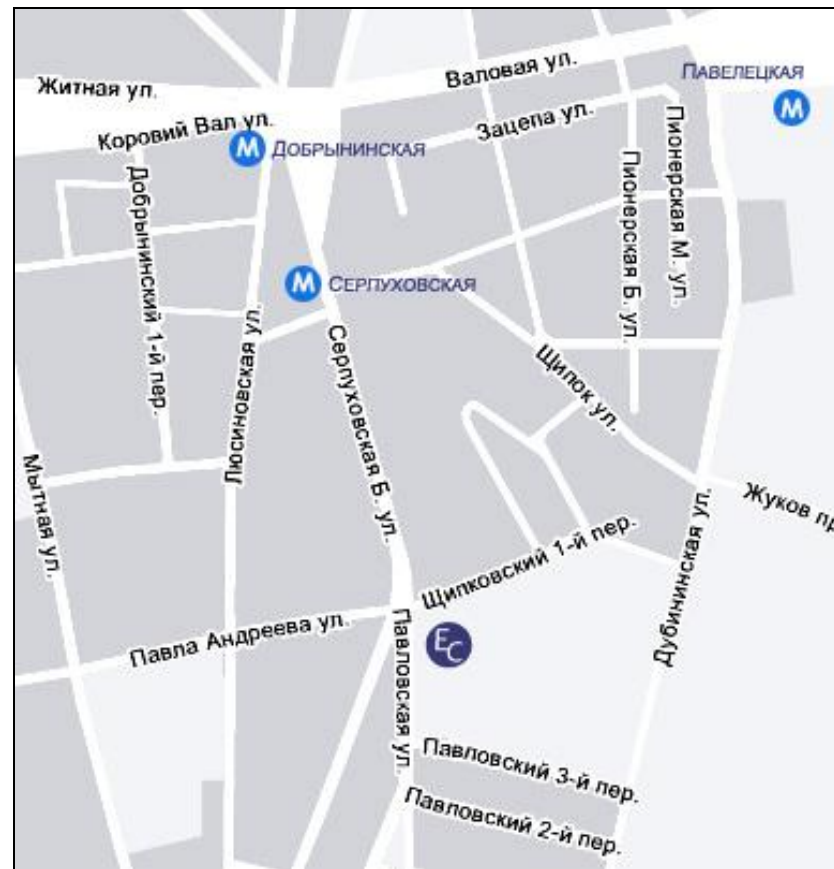 Валовая ул.
ПАВЕЛЕЦКАЯ
М
Житная ул.
Коровий Вал ул.
М ДОБРЫНИНСКАЯ
Зацепа ул.
Пионерская М. ул.
Пионерская Б. ул.
Добрынинский 1-й пер.
М СЕРПУХОВСКАЯ
Люсиновская ул.
Серпуховская Б. ул.
Щипок ул.
Мытная ул.
Жуков пр
Дубининская ул.
Щипковский 1-й пер.
Павла Андреева ул.
EC
Павловская ул.
Павловский 3-й пер.
Павловский 2-й пер.